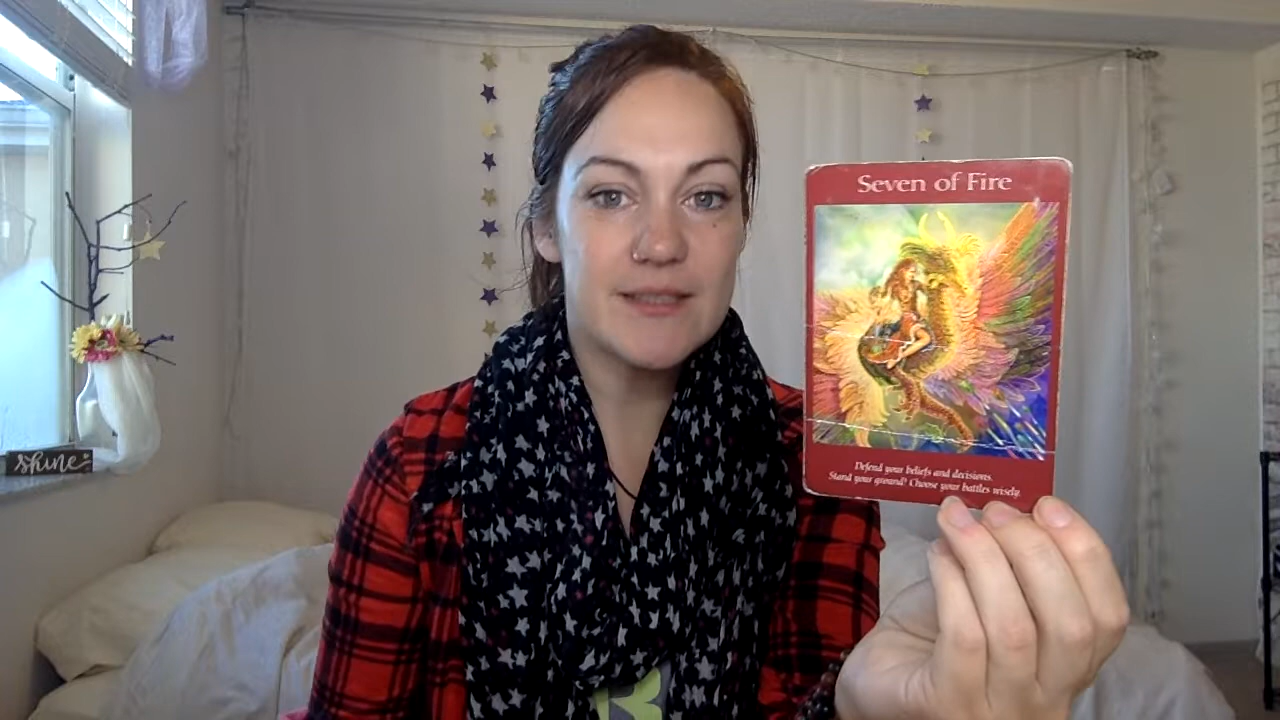 Seven of Fire
Defend your beliefs and decisions.
Stand your ground! Choose your battles wisely.
shine